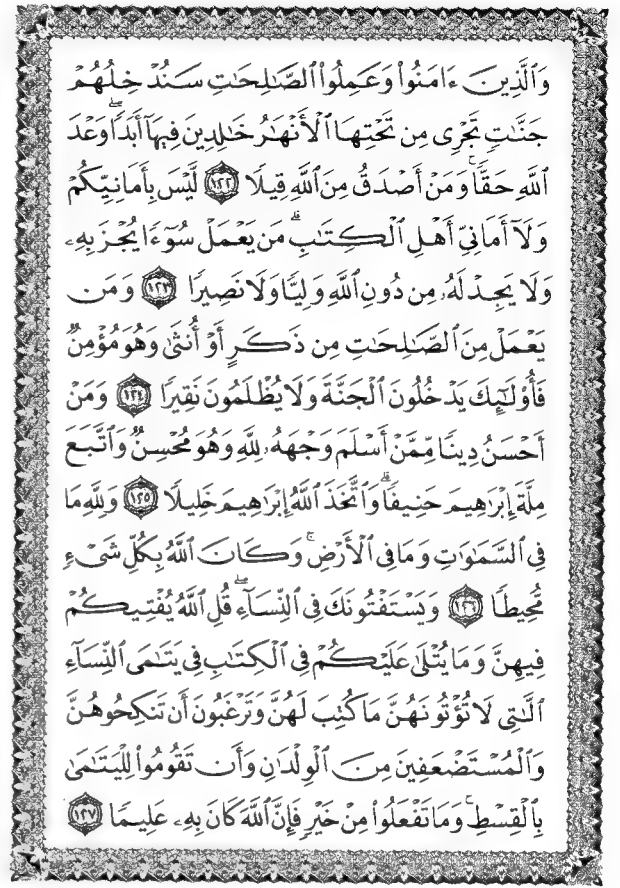 وَٱلَّذِينَ ءَامَنُوا۟ وَعَمِلُوا۟ ٱلصَّـٰلِحَـٰتِ سَنُدْخِلُهُمْ
جَنَّـٰتٍ تَجْرِى مِن تَحْتِهَا ٱلْأَنْهَـٰرُ خَـٰلِدِينَ فِيهَآ أَبَدًا ۖ وَعْدَ
ٱللَّهِ حَقًّا ۚ وَمَنْ أَصْدَقُ مِنَ ٱللَّهِ قِيلًا ١٢٢ لَّيْسَ بِأَمَانِيِّكُمْ
وَلَآ أَمَانِىِّ أَهْلِ ٱلْكِتَـٰبِ ۗ مَن يَعْمَلْ سُوٓءًا يُجْزَ بِهِۦ
وَلَا يَجِدْ لَهُۥ مِن دُونِ ٱللَّهِ وَلِيًّا وَلَا نَصِيرًا ١٢٣ وَمَن
يَعْمَلْ مِنَ ٱلصَّـٰلِحَـٰتِ مِن ذَكَرٍ أَوْ أُنثَىٰ وَهُوَ مُؤْمِنٌ
فَأُو۟لَـٰٓئِكَ يَدْخُلُونَ ٱلْجَنَّةَ وَلَا يُظْلَمُونَ نَقِيرًا ١٢٤ وَمَنْ
أَحْسَنُ دِينًا مِّمَّنْ أَسْلَمَ وَجْهَهُۥ لِلَّهِ وَهُوَ مُحْسِنٌ وَٱتَّبَعَ
مِلَّةَ إِبْرَٰهِيمَ حَنِيفًا ۗ وَٱتَّخَذَ ٱللَّهُ إِبْرَٰهِيمَ خَلِيلًا ١٢٥ وَلِلَّهِ مَا
فِى ٱلسَّمَـٰوَٰتِ وَمَا فِى ٱلْأَرْضِ ۚ وَكَانَ ٱللَّهُ بِكُلِّ شَىْءٍ
مُّحِيطًا ١٢٦ وَيَسْتَفْتُونَكَ فِى ٱلنِّسَآءِ ۖ قُلِ ٱللَّهُ يُفْتِيكُمْ
فِيهِنَّ وَمَا يُتْلَىٰ عَلَيْكُمْ فِى ٱلْكِتَـٰبِ فِى يَتَـٰمَى ٱلنِّسَآءِ
ٱلَّـٰتِى لَا تُؤْتُونَهُنَّ مَا كُتِبَ لَهُنَّ وَتَرْغَبُونَ أَن تَنكِحُوهُنَّ
وَٱلْمُسْتَضْعَفِينَ مِنَ ٱلْوِلْدَٰنِ وَأَن تَقُومُوا۟ لِلْيَتَـٰمَىٰ
بِٱلْقِسْطِ ۚ وَمَا تَفْعَلُوا۟ مِنْ خَيْرٍ فَإِنَّ ٱللَّهَ كَانَ بِهِۦ عَلِيمًا ١٢٧